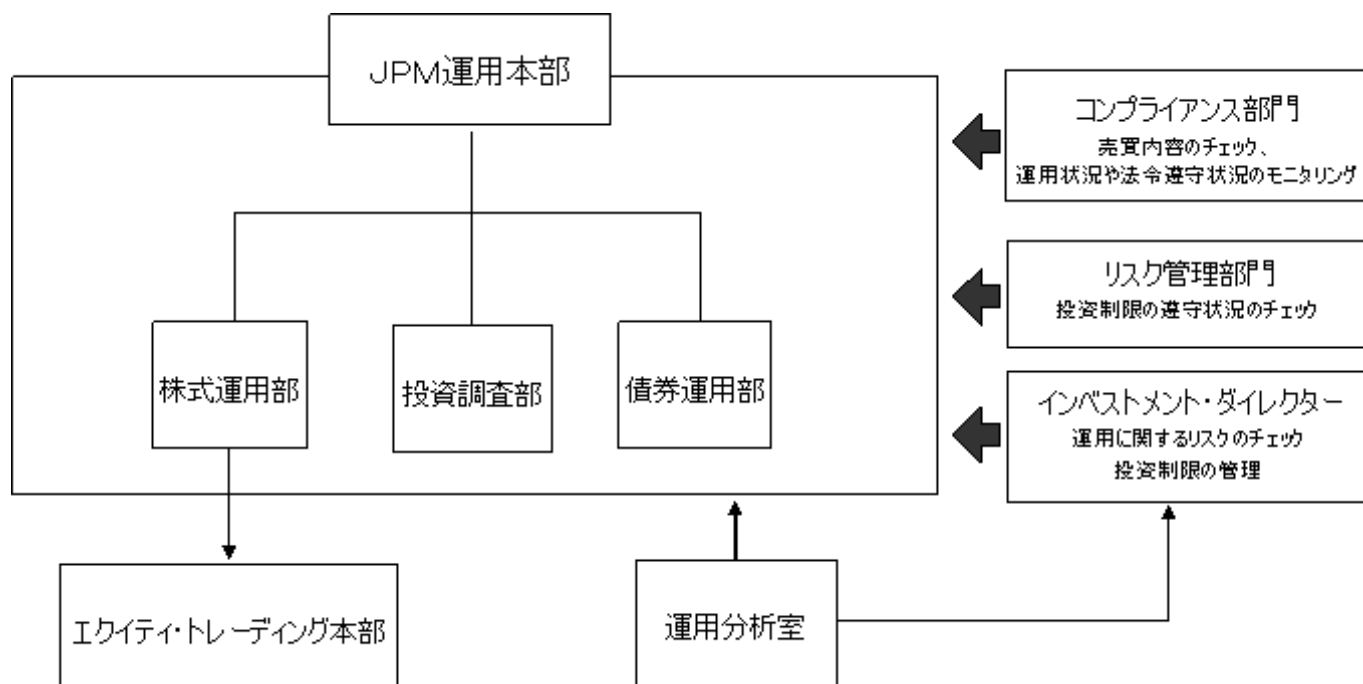 JPM運用本部
コンプライアンス部門
売買内容のチェック、
運用状況や法令遵守状況のモニタリング
リスク管理部門
投資制限の遵守状況のチェック
株式運用部
投資調査部
債券運用部
インベストメント・ダイレクター
運用に関するリスクのチェック
投資制限の管理
エクイティ・トレーディング本部
運用分析室